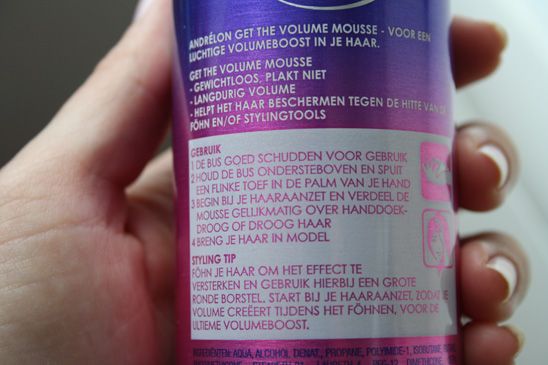 ANDRÉLON GET THE VOLUME MOUSSE - VOOR EEN
LUCHTIGE VOLUMEBOOST IN JE HAAR.
GET THE VOLUME MOUSSE
- GEWICHTLOOS, PLAKT NIET
- LANGDURIG VOLUME
- HELPT HET HAAR BESCHERMEN TEGEN DE HITTE VAN
FÖHN EN/OF STYLINGTOOLS
GEBRUIK
1 DE BUS GOED SCHUDDEN VOOR GEBRUIK
2 HOUD DE BUS ONDERSTEBOVEN EN SPUIT
EEN FLINKE TOEF IN DE PALM VAN JE HAND
3 BEGIN BIJ JE HAARAANZET EN VERDEEL DE
MOUSSE GELIJKMATIG OVER HANDDOEK-
DROOG OF DROOG HAAR
4 BRENG JE HAAR IN MODEL
STYLING TIP
FÖHN JE HAAR OM HET EFFECT TE
VERSTERKEN EN GEBRUIK HIERBIJ EEN GROTE
RONDE BORSTEL. START BIJ JE HAARAANZET, ZODAT JE
VOLUME CREËERT TIJDENS HET FÖHNEN, VOOR DE
ULTIEME VOLUMEBOOST.
INGREDIËNTEN: AQUA, ALCOHOL DENAT., PROPANE, POLYIMIDE-1, ISOBUTANE,